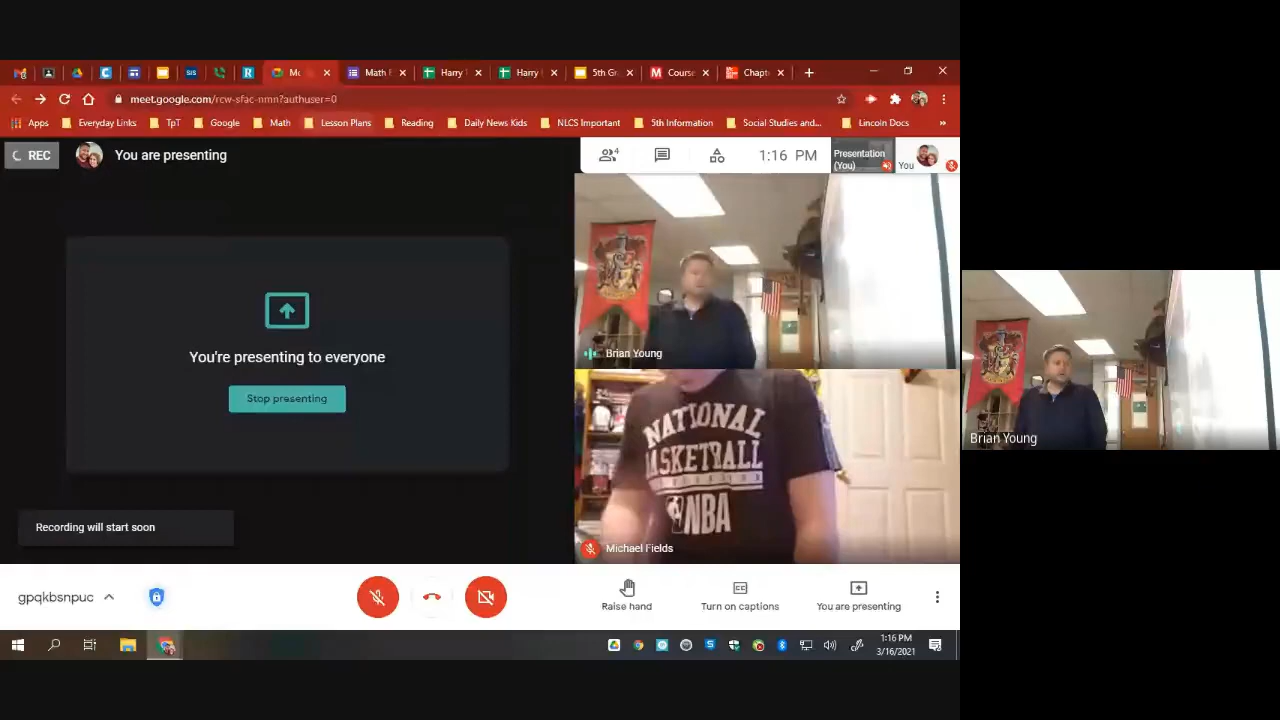 Mc
Math F
Harry
Harry
5th Gr
Course
Chapt
meet.google.com/rcw-sfac-nmn?authuser=0
Apps Everyday Links TpT Google Math Lesson Plans Reading Daily News Kids NLCS Important 5th Information Social Studies and... Lincoln Docs »
REC You are presenting
4 1:16 PM
Presentation
(You)
You
You're presenting to everyone
Stop presenting
Recording will start soon
Brian Young
NATIONAL
BASKETBALL
NBA
Michael Fields
Brian Young
gpqkbsnpuc
Raise hand
Turn on captions
You are presenting
1:16 PM
3/16/2021